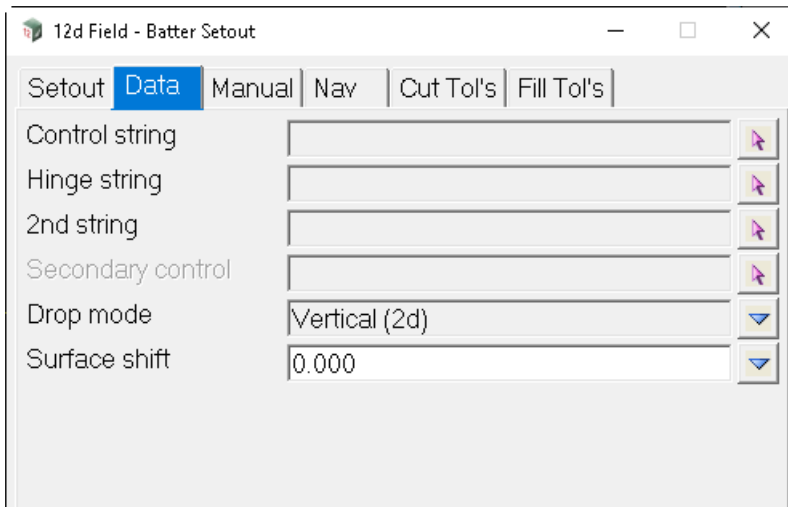 12d Field - Batter Setout
Setout Data Manual Nav Cut Tol's Fill Tol's
Control string
Hinge string
2nd string
Secondary control
Drop mode Vertical (2d)
Surface shift 0.000